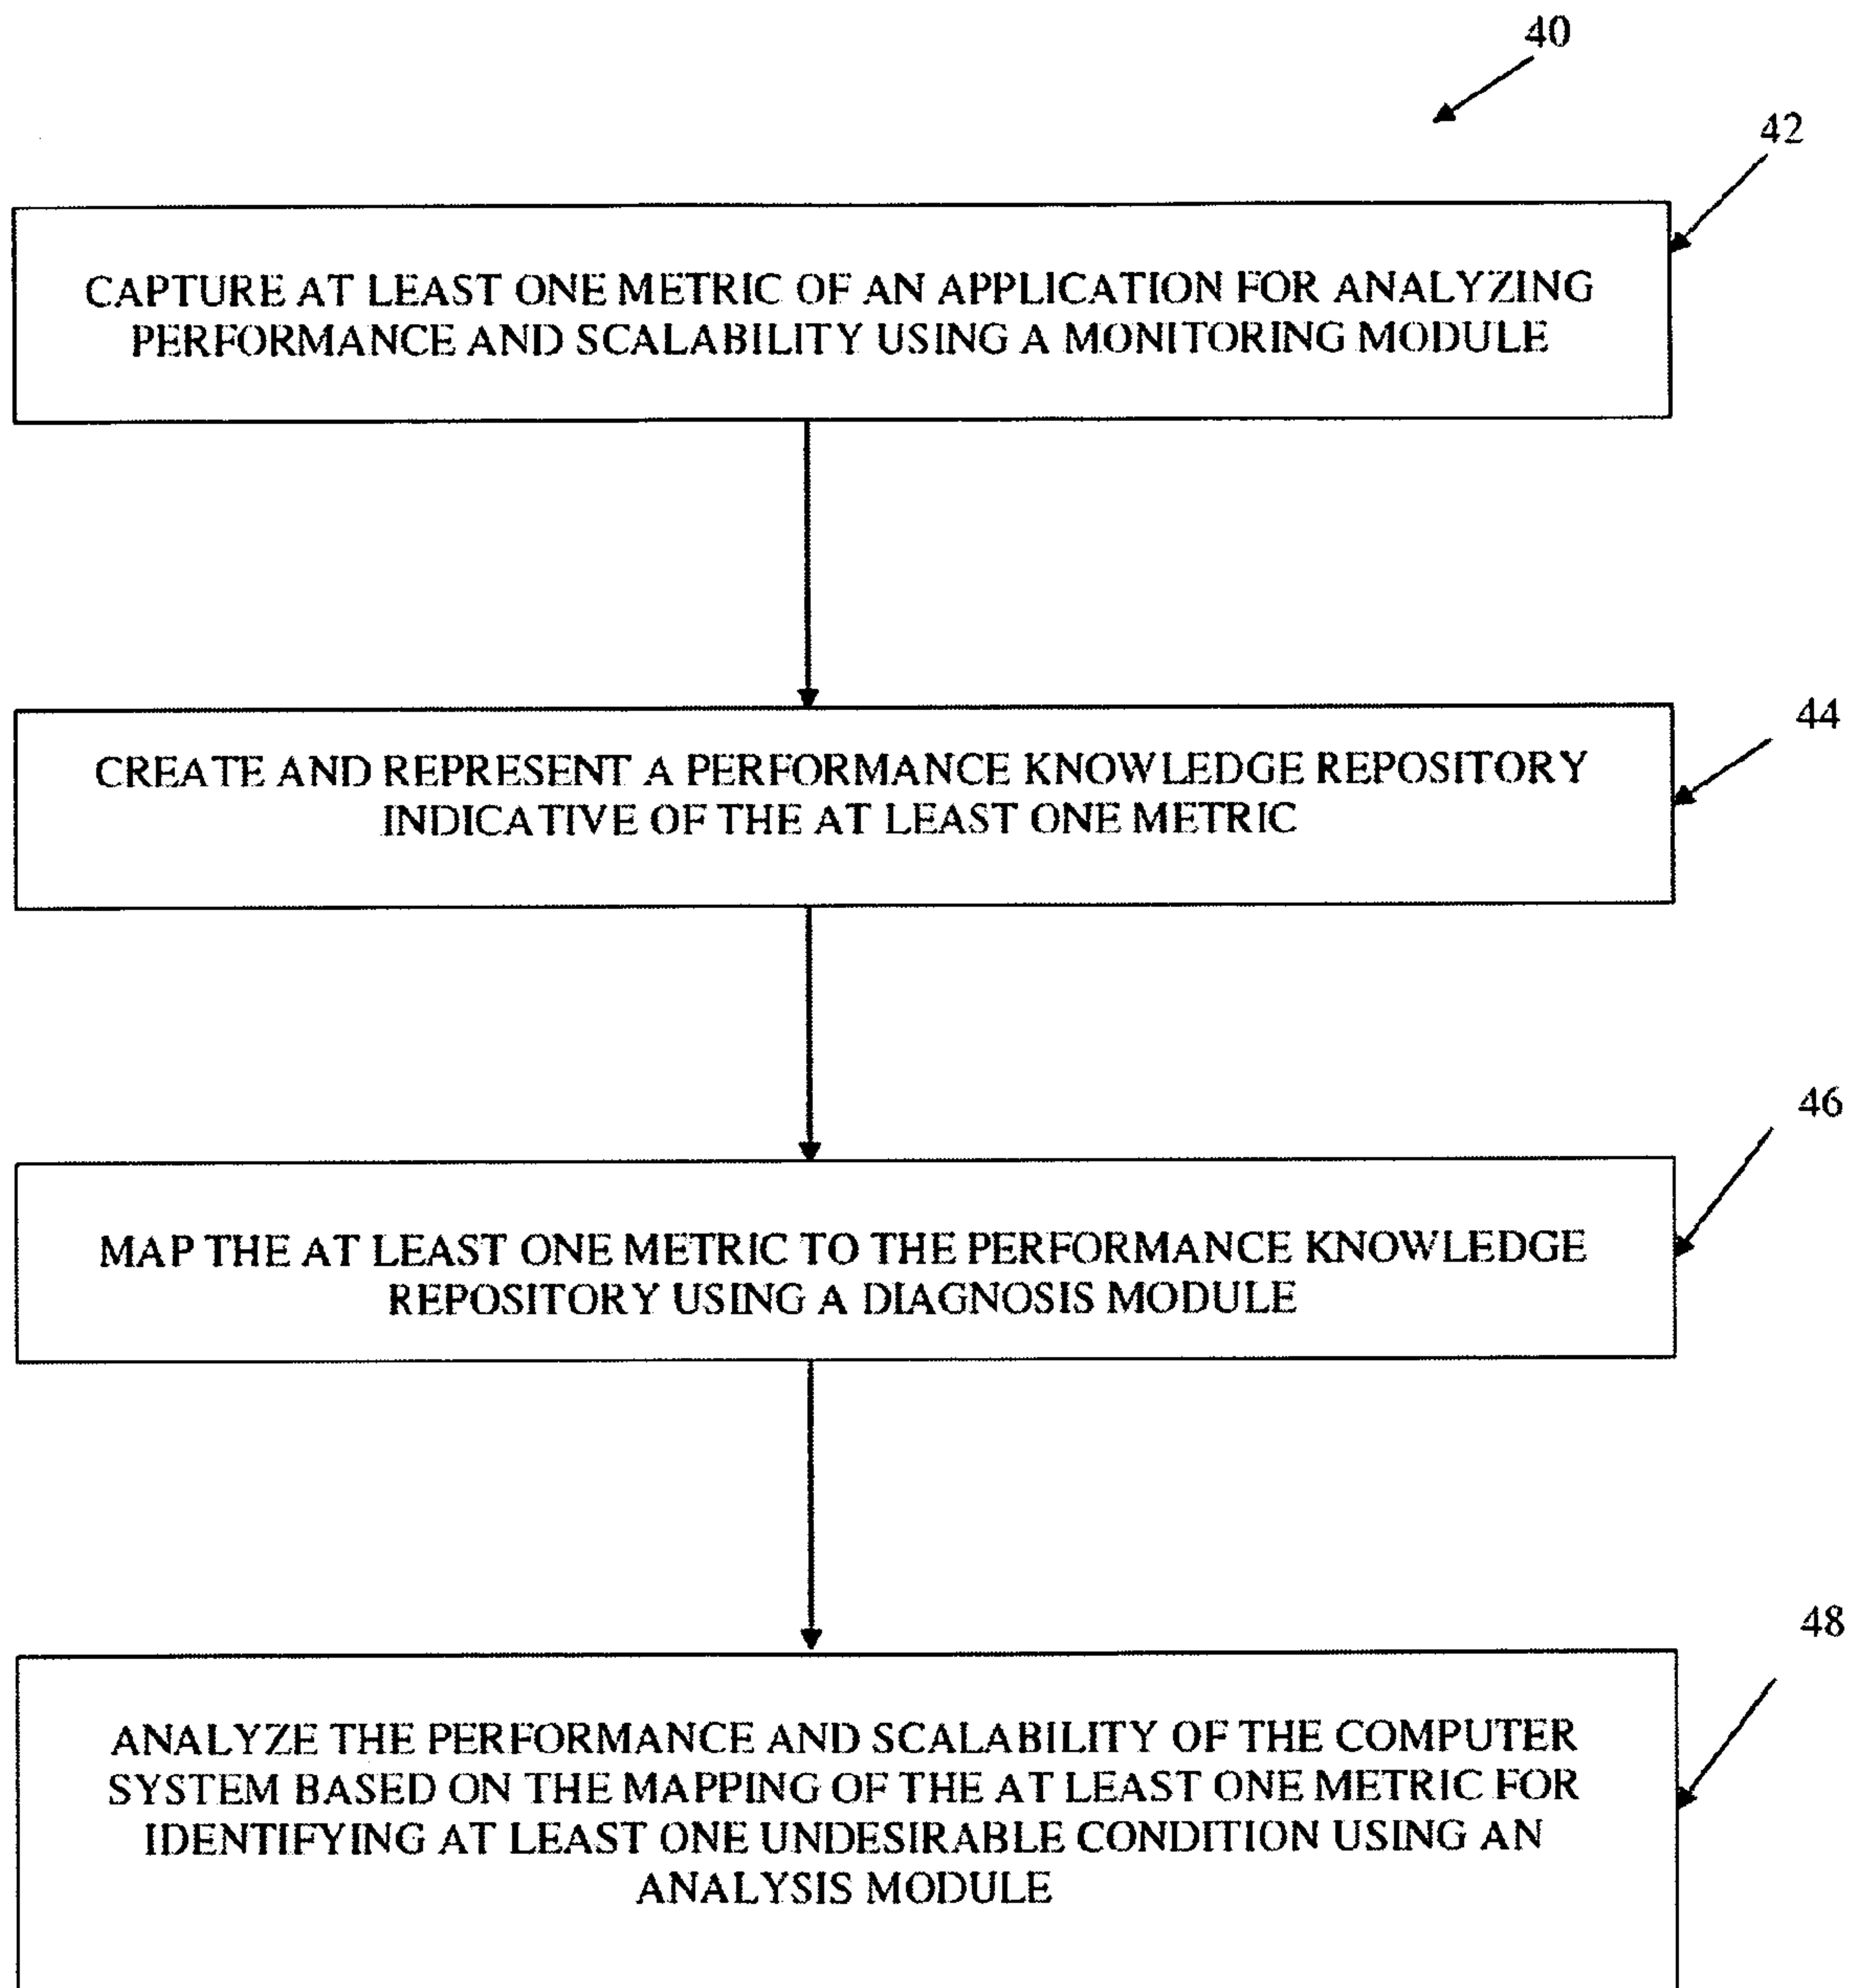 40
42
CAPTURE AT LEAST ONE METRIC OF AN APPLICATION FOR ANALYZING
PERFORMANCE AND SCALABILITY USING A MONITORING MODULE
44
CREATE AND REPRESENT A PERFORMANCE KNOWLEDGE REPOSITORY
INDICATIVE OF THE AT LEAST ONE METRIC
46
MAP THE AT LEAST ONE METRIC TO THE PERFORMANCE KNOWLEDGE
REPOSITORY USING A DIAGNOSIS MODULE
48
ANALYZE THE PERFORMANCE AND SCALABILITY OF THE COMPUTER
SYSTEM BASED ON THE MAPPING OF THE AT LEAST ONE METRIC FOR
IDENTIFYING AT LEAST ONE UNDESIRABLE CONDITION USING AN
ANALYSIS MODULE